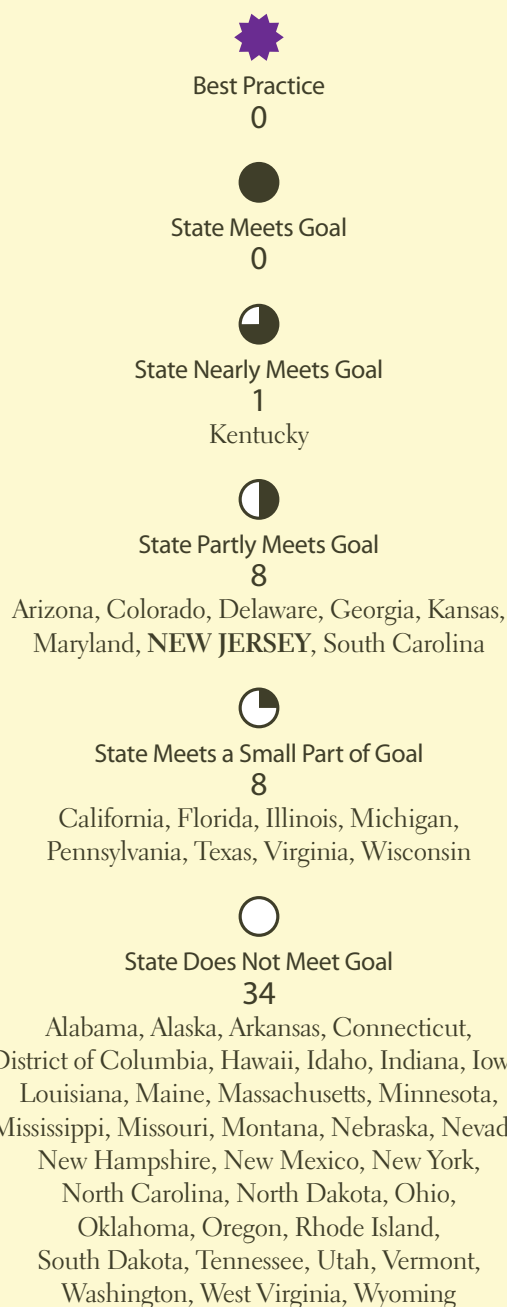 Best Practice
0
State Meets Goal
0
State Nearly Meets Goal
1
Kentucky
State Partly Meets Goal
8
Arizona, Colorado, Delaware, Georgia, Kansas,
Maryland, NEW JERSEY, South Carolina
State Meets a Small Part of Goal
8
California, Florida, Illinois, Michigan,
Pennsylvania, Texas, Virginia, Wisconsin
State Does Not Meet Goal
34
Alabama, Alaska, Arkansas, Connecticut,
District of Columbia, Hawaii, Idaho, Indiana, Iow
Louisiana, Maine, Massachusetts, Minnesota,
Mississippi, Missouri, Montana, Nebraska, Nevad
New Hampshire, New Mexico, New York,
North Carolina, North Dakota, Ohio,
Oklahoma, Oregon, Rhode Island,
South Dakota, Tennessee, Utah, Vermont,
Washington, West Virginia, Wyoming